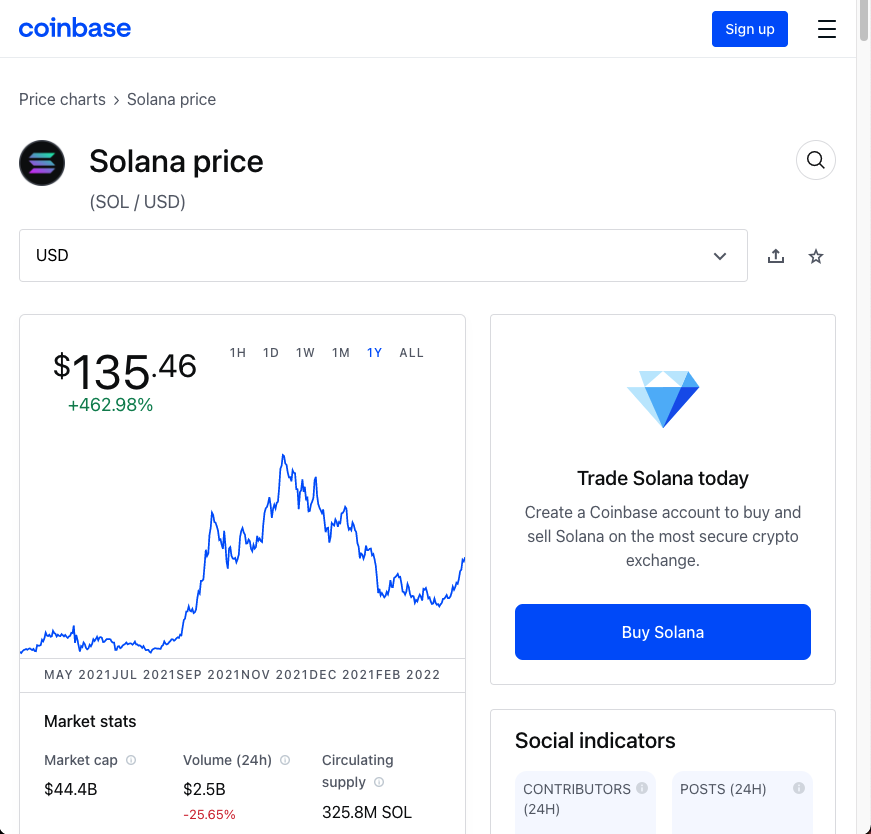 coinbase
Sign up
Price charts › Solana price
Solana price
(SOL / USD)
USD
$135.46
+462.98%
1H 1D 1W 1M 1Y ALL
MAY 2021JUL 2021SEP 2021NOV 2021DEC 2021FEB 2022
Market stats
Market cap
$44.4B
Volume (24h)
$2.5B
-25.65%
Circulating
supply
325.8M SOL
Trade Solana today
Create a Coinbase account to buy and
sell Solana on the most secure crypto
exchange.
Buy Solana
Social indicators
CONTRIBUTORS
(24H)
POSTS (24H)